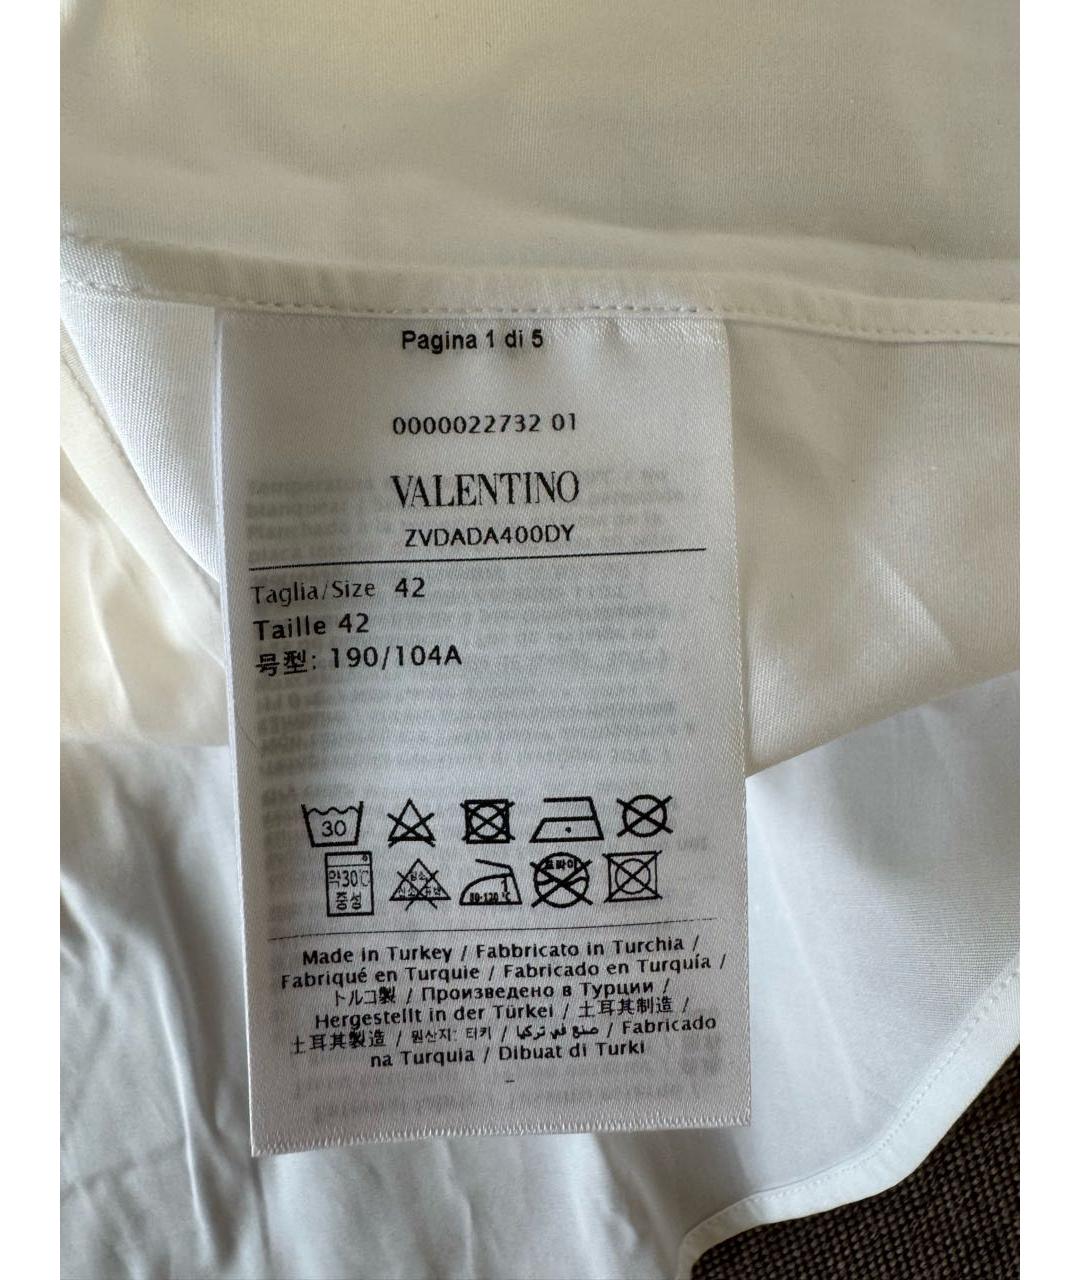 Pagina 1 di 5
0000022732 01
VALENTINO
ZVDADA400DY
Taglia/Size 42
Taille 42
号型: 190/104A
30
약30℃
중성
80-120℃
Made in Turkey / Fabbricato in Turchia /
Fabriqué en Turquie / Fabricado en Turquía /
トルコ製 / Произведено в Турции /
Hergestellt in der Türkei / 土耳其制造 /
土耳其製造 / 원산지: 터키 / صنع في تركيا / Fabricado
na Turquia / Dibuat di Turki
-